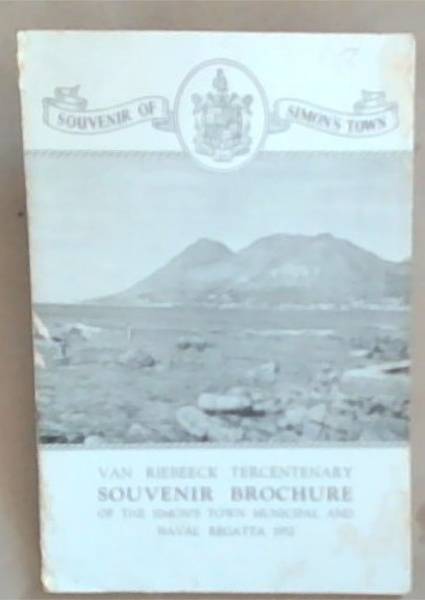 SOUVENIR OF SIMON'S TOWN
VAN RIEBEECK TERCENTENARY
SOUVENIR BROCHURE
OF THE SIMON'S TOWN MUNICIPAL AND
NAVAL REGATTA 1952